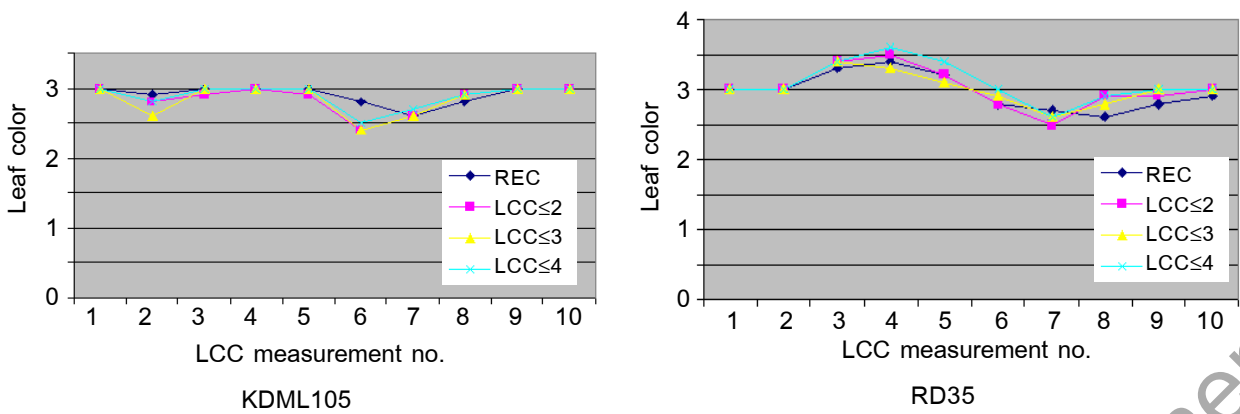 Leaf color
3
2
1
0
1 2 3 4 5 6 7 8 9 10
REC
LCC≤2
LCC≤3
LCC≤4
LCC measurement no.
KDML105
Leaf color
4
3
2
1
0
1 2 3 4 5 6 7 8 9 10
REC
LCC≤2
LCC≤3
LCC≤4
LCC measurement no.
RD35